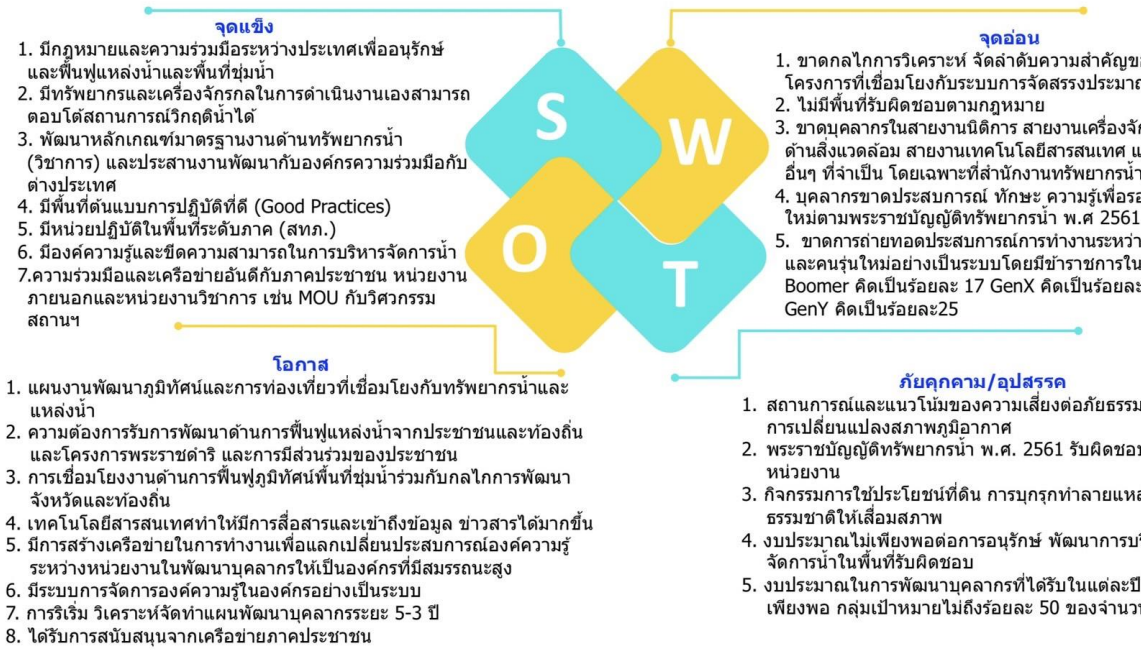 จุดแข็ง
1. มีกฎหมายและความร่วมมือระหว่างประเทศเพื่ออนุรักษ์
และฟื้นฟูแหล่งน้ำและพื้นที่ชุ่มน้ำ
2. มีทรัพยากรและเครื่องจักรกลในการดำเนินงานเองสามารถ
ตอบโต้สถานการณ์วิกฤติน้ำได้
3. พัฒนาหลักเกณฑ์มาตรฐานงานด้านทรัพยากรน้ำ
(วิชาการ) และประสานงานพัฒนากับองค์กรความร่วมมือกับ
ต่างประเทศ
4. มีพื้นที่ต้นแบบการปฏิบัติที่ดี (Good Practices)
5. มีหน่วยปฏิบัติในพื้นที่ระดับภาค (สทภ.)
6. มีองค์ความรู้และขีดความสามารถในการบริหารจัดการน้ำ
7.ความร่วมมือและเครือข่ายอันดีกับภาคประชาชน หน่วยงาน
ภายนอกและหน่วยงานวิชาการ เช่น MOU กับวิศวกรรม
สถานฯ
S
W
O
T
จุดอ่อน
1. ขาดกลไกการวิเคราะห์ จัดลำดับความสำคัญ
โครงการที่เชื่อมโยงกับระบบการจัดสรรงบประมาณ
2. ไม่มีพื้นที่รับผิดชอบตามกฎหมาย
3. ขาดบุคลากรในสายงานนิติการ สายงาน
ด้านสิ่งแวดล้อม สายงานเทคโนโลยีสารสนเทศ
อื่นๆ ที่จำเป็น โดยเฉพาะที่สำนักงานทรัพยากรน้ำ
4. บุคลากรขาดประสบการณ์ ทักษะ ความรู้
ใหม่ตามพระราชบัญญัติทรัพยากรน้ำ พ.ศ 2561
5. ขาดการถ่ายทอดประสบการณ์การทำงาน
และคนรุ่นใหม่อย่างเป็นระบบโดยมีข้าราชการใน
Boomer คิดเป็นร้อยละ 17 GenX คิดเป็นร้อยละ
GenY คิดเป็นร้อยละ25
โอกาส
1. แผนงานพัฒนาภูมิทัศน์และการท่องเที่ยวที่เชื่อมโยงกับทรัพยากรน้ำและ
แหล่งน้ำ
2. ความต้องการรับการพัฒนาด้านการฟื้นฟูแหล่งน้ำจากประชาชนและท้องถิ่น
และโครงการพระราชดำริ และการมีส่วนร่วมของประชาชน
3. การเชื่อมโยงงานด้านการฟื้นฟูภูมิทัศน์พื้นที่ชุ่มน้ำร่วมกับกลไกการพัฒนา
จังหวัดและท้องถิ่น
4. เทคโนโลยีสารสนเทศทำให้มีการสื่อสารและเข้าถึงข้อมูล ข่าวสารได้มากขึ้น
5. มีการสร้างเครือข่ายในการทำงานเพื่อแลกเปลี่ยนประสบการณ์องค์ความรู้
ระหว่างหน่วยงานในพัฒนาบุคลากรให้เป็นองค์กรที่มีสมรรถนะสูง
6. มีระบบการจัดการองค์ความรู้ในองค์กรอย่างเป็นระบบ
7. การริเริ่ม วิเคราะห์จัดทำแผนพัฒนาบุคลากรระยะ 5-3 ปี
8. ได้รับการสนับสนุนจากเครือข่ายภาคประชาชน
ภัยคุกคาม/อุปสรรค
1. สถานการณ์และแนวโน้มของความเสี่ยงต่อ
การเปลี่ยนแปลงสภาพภูมิอากาศ
2. พระราชบัญญัติทรัพยากรน้ำ พ.ศ. 2561 รับผิดชอบ
หน่วยงาน
3. กิจกรรมการใช้ประโยชน์ที่ดิน การบุกรุกทำลาย
ธรรมชาติให้เสื่อมสภาพ
4. งบประมาณไม่เพียงพอต่อการอนุรักษ์ พัฒนา
จัดการน้ำในพื้นที่รับผิดชอบ
5. งบประมาณในการพัฒนาบุคลากรที่ได้รับในแต่ละปี
เพียงพอ กลุ่มเป้าหมายไม่ถึงร้อยละ 50